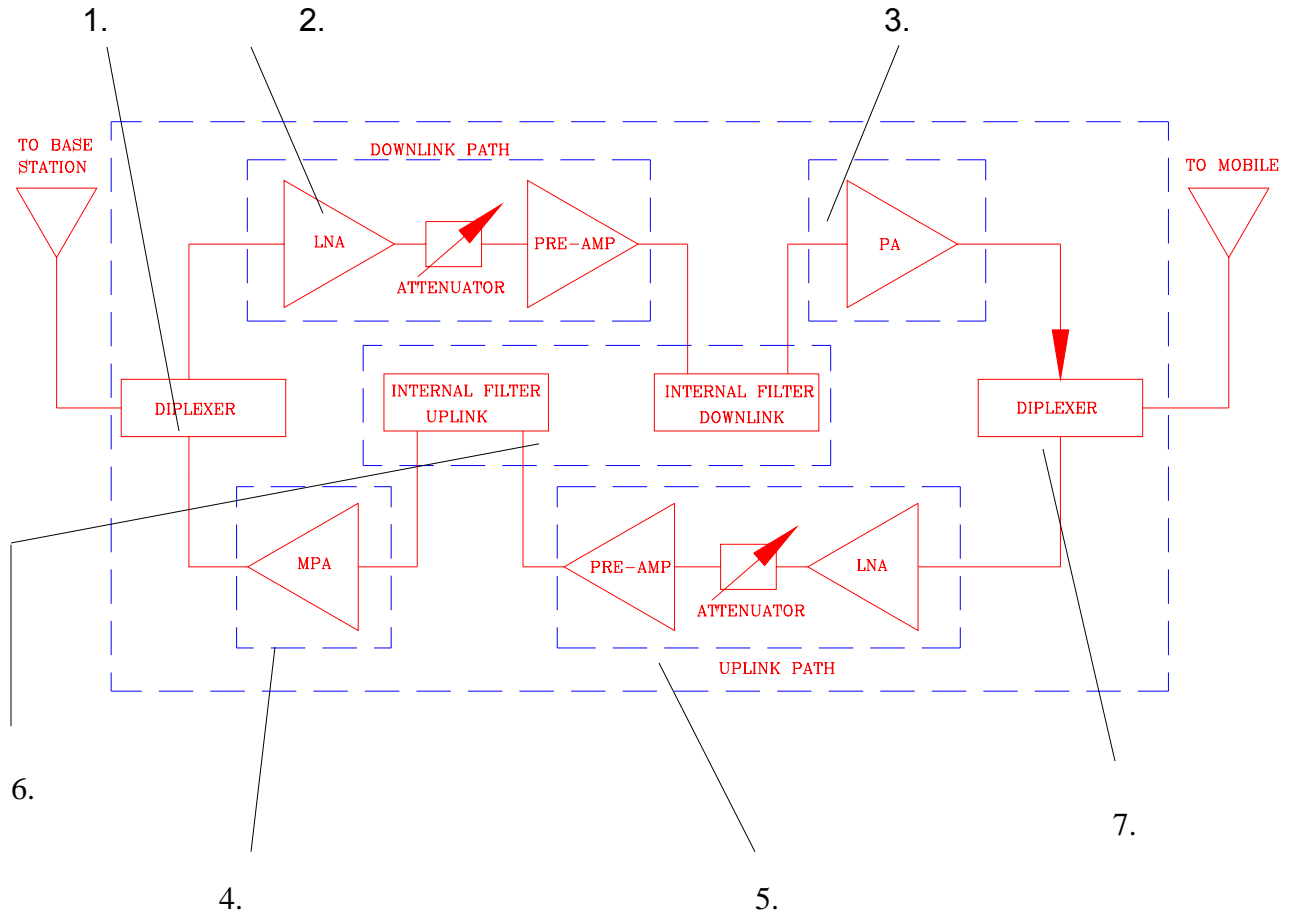 1.
2.
3.
TO BASE
STATION
DOWNLINK PATH
TO MOBILE
LNA
ATTENUATOR
PRE-AMP
PA
DIPLEXER
INTERNAL FILTER
UPLINK
INTERNAL FILTER
DOWNLINK
DIPLEXER
MPA
PRE-AMP
ATTENUATOR
LNA
UPLINK PATH
6.
7.
4.
5.